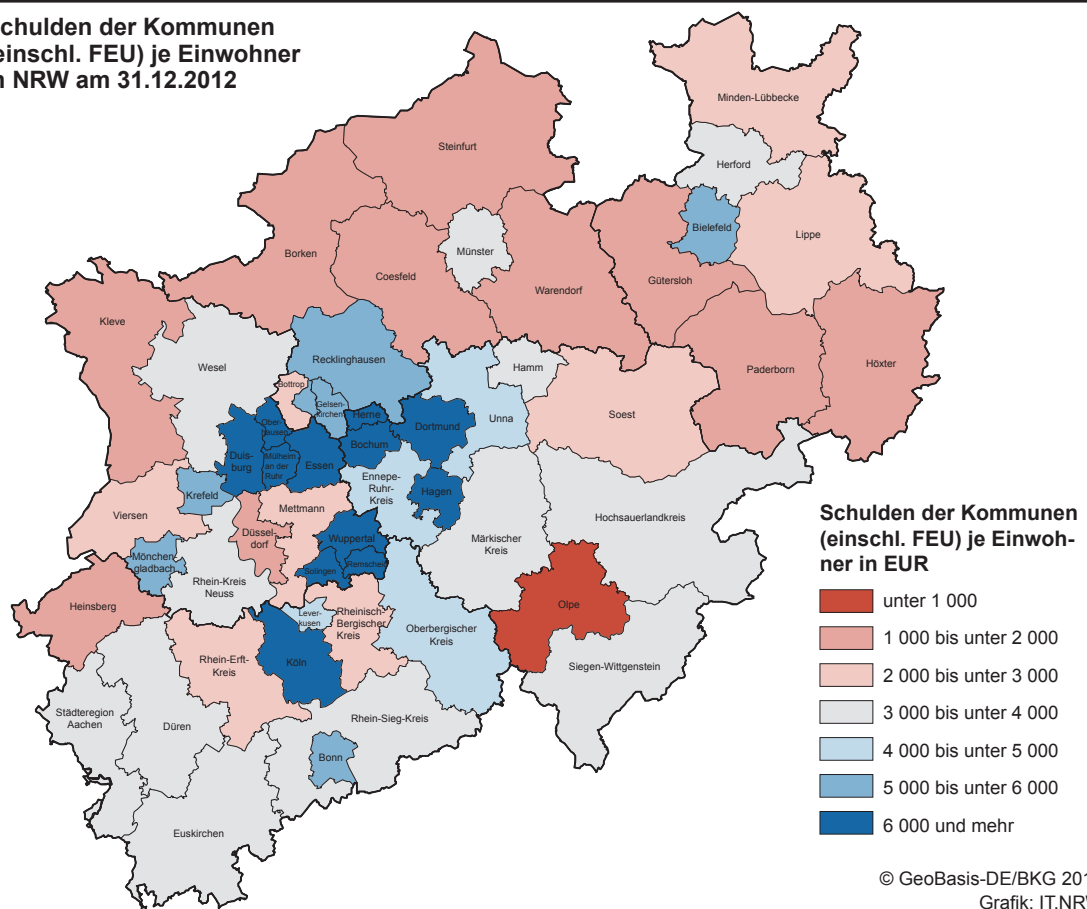 chulden der Kommunen
einschl. FEU) je Einwohner
n NRW am 31.12.2012
Minden-Lübbecke
Steinfurt
Herford
Bielefeld
Lippe
Münster
Borken
Coesfeld
Warendorf
Gütersloh
Kleve
Wesel
Recklinghausen
Hamm
Paderborn
Höxter
Bottrop
Gelsen-
kirchen
Herne
Ober-
hausen
Dortmund
Unna
Soest
Bochum
Duis-
burg
Mülheim
an der
Ruhr
Essen
Ennepe-
Ruhr-
Kreis
Hagen
Krefeld
Viersen
Mettmann
Düssel-
dorf
Wuppertal
Märkischer
Kreis
Hochsauerlandkreis
Mönchen-
gladbach
Solingen
Remscheid
Rhein-Kreis
Neuss
Heinsberg
Lever-
kusen
Rheinisch-
Bergischer
Kreis
Oberbergischer
Kreis
Olpe
Siegen-Wittgenstein
Rhein-Erft-
Kreis
Köln
Städteregion
Aachen
Düren
Rhein-Sieg-Kreis
Bonn
Euskirchen
Schulden der Kommunen
(einschl. FEU) je Einwoh-
ner in EUR
unter 1 000
1 000 bis unter 2 000
2 000 bis unter 3 000
3 000 bis unter 4 000
4 000 bis unter 5 000
5 000 bis unter 6 000
6 000 und mehr
© GeoBasis-DE/BKG 201
Grafik: IT.NRW